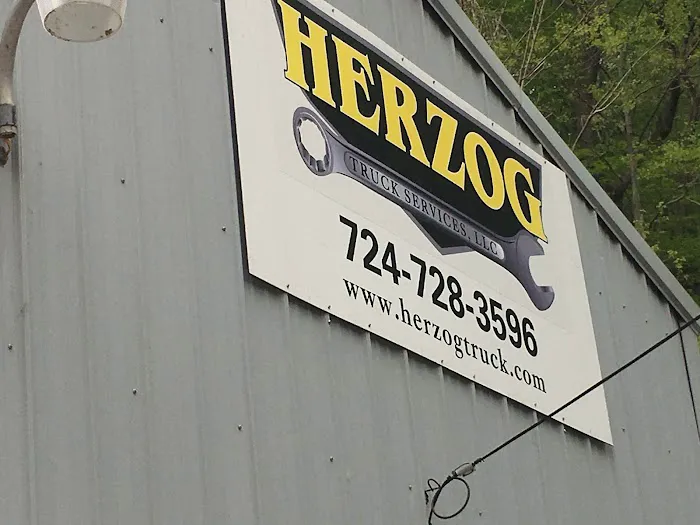 HERZOG
TRUCK SERVICES, LLC
724-728-3596
www.herzogtruck.com